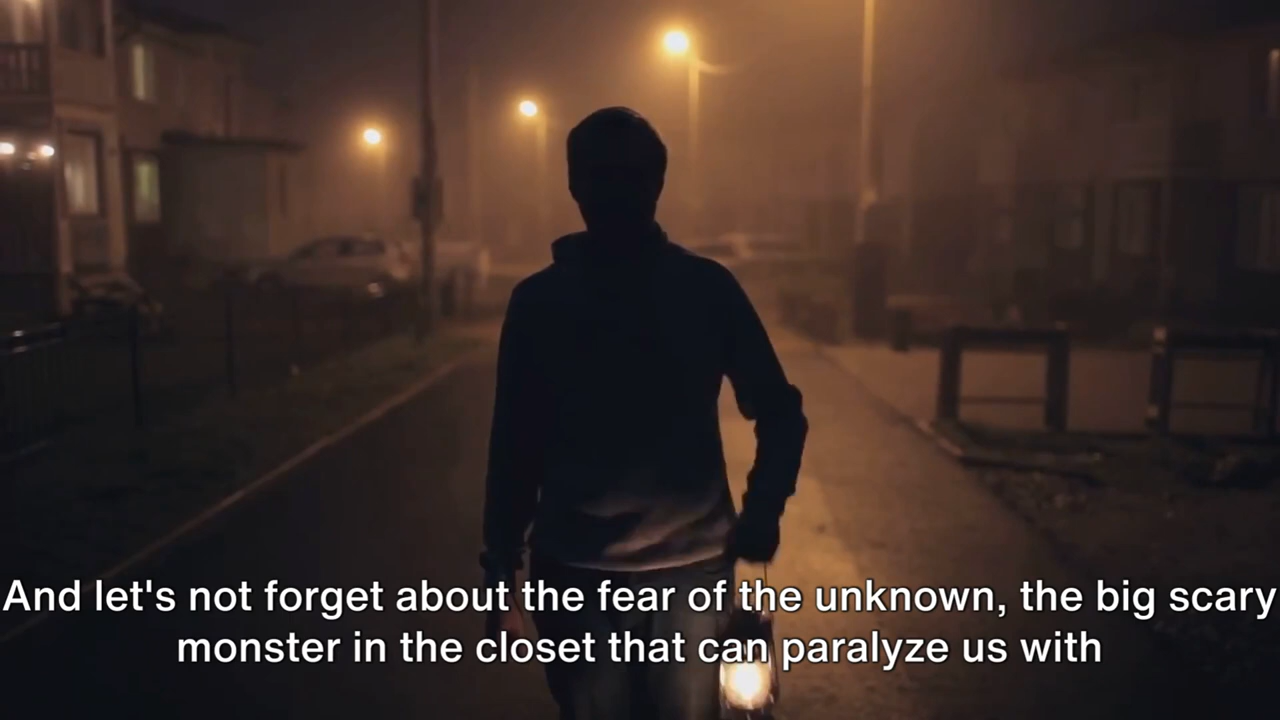 And let's not forget about the fear of the unknown, the big scary
monster in the closet that can paralyze us with